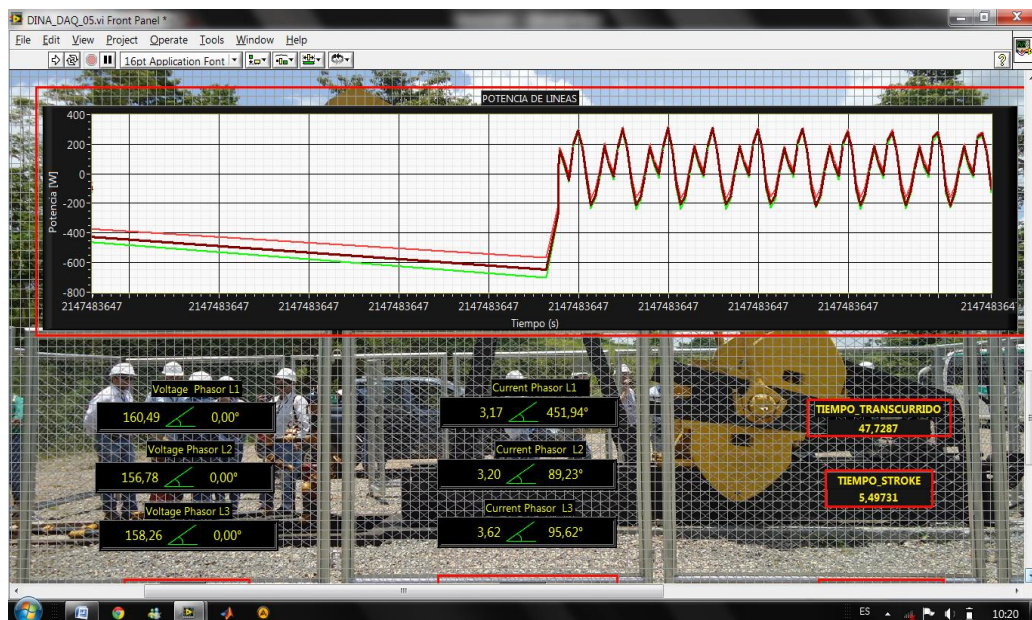 DINA_DAQ_05.vi Front Panel *
File Edit View Project Operate Tools Window Help
16pt Application Font
POTENCIA DE LINEAS
400
200
0
-200
-400
-600
-800
Potencia [W]
2147483647 2147483647 2147483647 2147483647 2147483647 2147483647 2147483647 2147483647 2147483647 2147483647 214748364
Tiempo (s)
Voltage Phasor L1
160,49 0,00°
Voltage Phasor L2
156,78 0,00°
Voltage Phasor L3
158,26 0,00°
Current Phasor L1
3,17 451,94°
Current Phasor L2
3,20 89,23°
Current Phasor L3
3,62 95,62°
TIEMPO_TRANSCURRIDO
47,7287
TIEMPO_STROKE
5,49731
ES 10:20